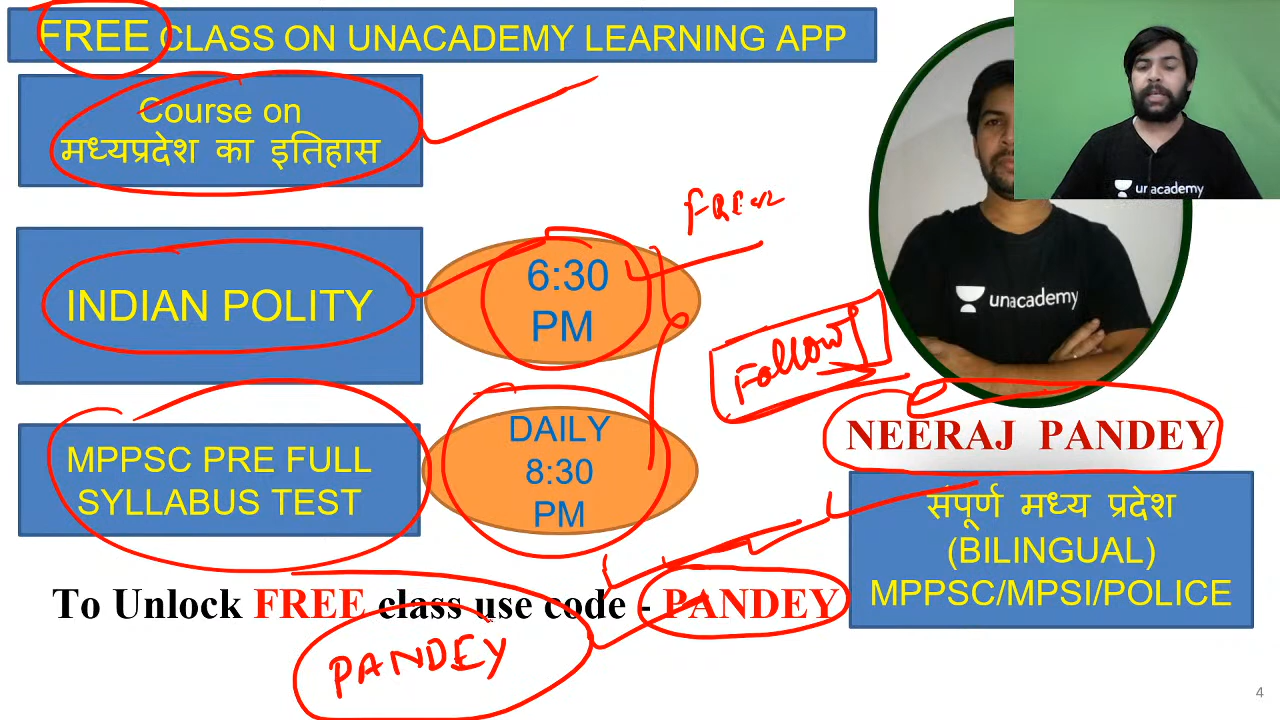 FREE CLASS ON UNACADEMY LEARNING APP
Course on
मध्यप्रदेश का इतिहास
INDIAN POLITY
6:30
PM
MPPSC PRE FULL
SYLLABUS TEST
DAILY
8:30
PM
Follow
unacademy
unacademy
NEERAJ PANDEY
संपूर्ण मध्य प्रदेश
(BILINGUAL)
MPPSC/MPSI/POLICE
To Unlock FREE class use code - PANDEY
PANDEY
4